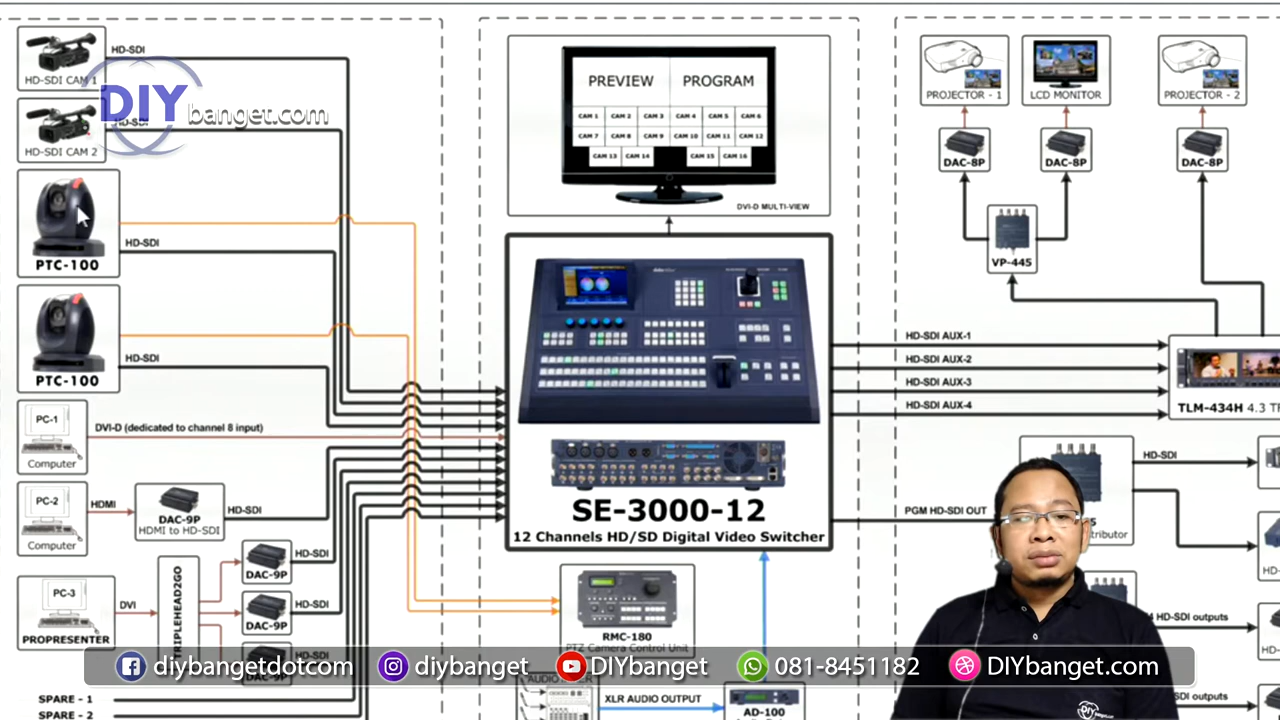 HD-SDI
HD-SDI CAM 1
DIY
banget.com
HD-SDI CAM 2
PTC-100
HD-SDI
PTC-100
HD-SDI
PC-1
Computer
DVI-D (dedicated to channel 8 input)
PC-2
Computer
HDMI
DAC-9P
HDMI to HD-SDI
HD-SDI
PC-3
PROPRESENTER
DVI
TRIPLEHEAD2GO
DAC-9P
HD-SDI
DAC-9P
HD-SDI
HD-SDI
SPARE - 1
SPARE - 2
PREVIEW
PROGRAM
CAM 1 CAM 2 CAM 3 CAM 4 CAM 5 CAM 6
CAM 7 CAM 8 CAM 9 CAM 10 CAM 11 CAM 12
CAM 13 CAM 14 CAM 15 CAM 16
DVI-D MULTI-VIEW
SE-3000-12
12 Channels HD/SD Digital Video Switcher
RMC-180
PTZ Camera Control Unit
XLR AUDIO OUTPUT
AD-100
PROJECTOR - 1
LCD MONITOR
PROJECTOR - 2
DAC-8P
DAC-8P
DAC-8P
VP-445
HD-SDI AUX-1
HD-SDI AUX-2
HD-SDI AUX-3
HD-SDI AUX-4
TLM-434H 4.3
HD-SDI
PGM HD-SDI OUT
HD-SDI outputs
diybangetdotcom
diybanget
DIYbanget
081-8451182
DIYbanget.com